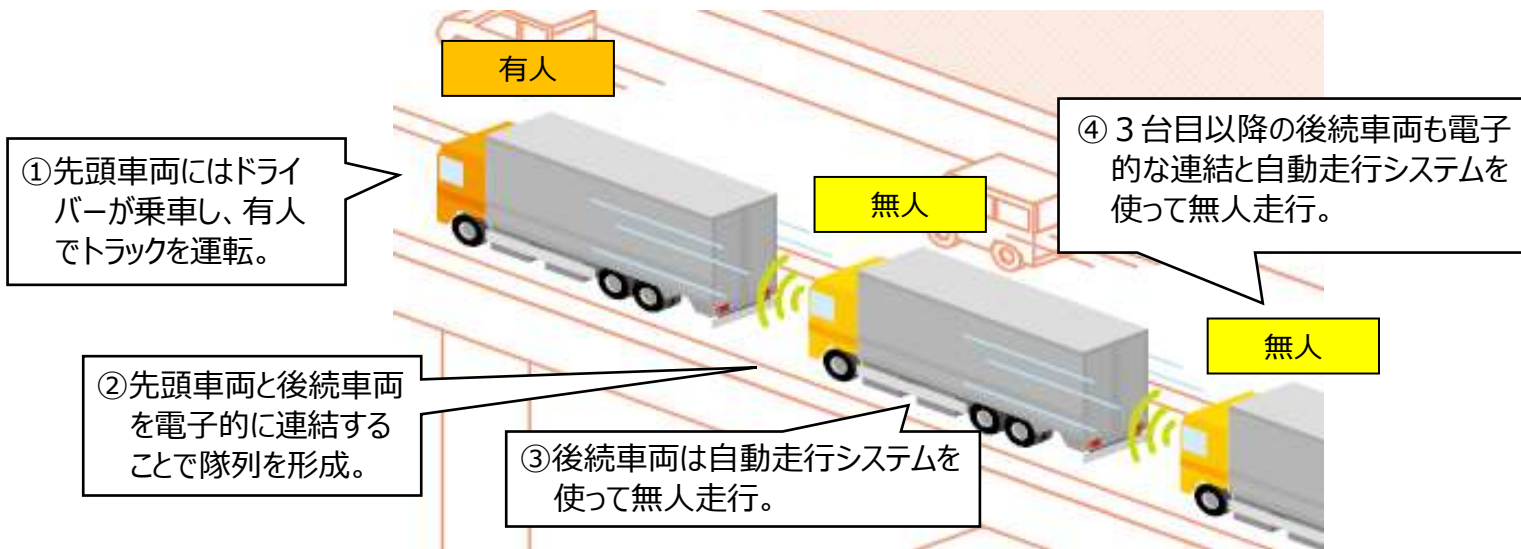 有人
①先頭車両にはドライ
バーが乗車し、有人
でトラックを運転。
無人
④３台目以降の後続車両も電子
的な連結と自動走行システムを
使って無人走行。
無人
②先頭車両と後続車両
を電子的に連結する
ことで隊列を形成。
③後続車両は自動走行システムを
使って無人走行。